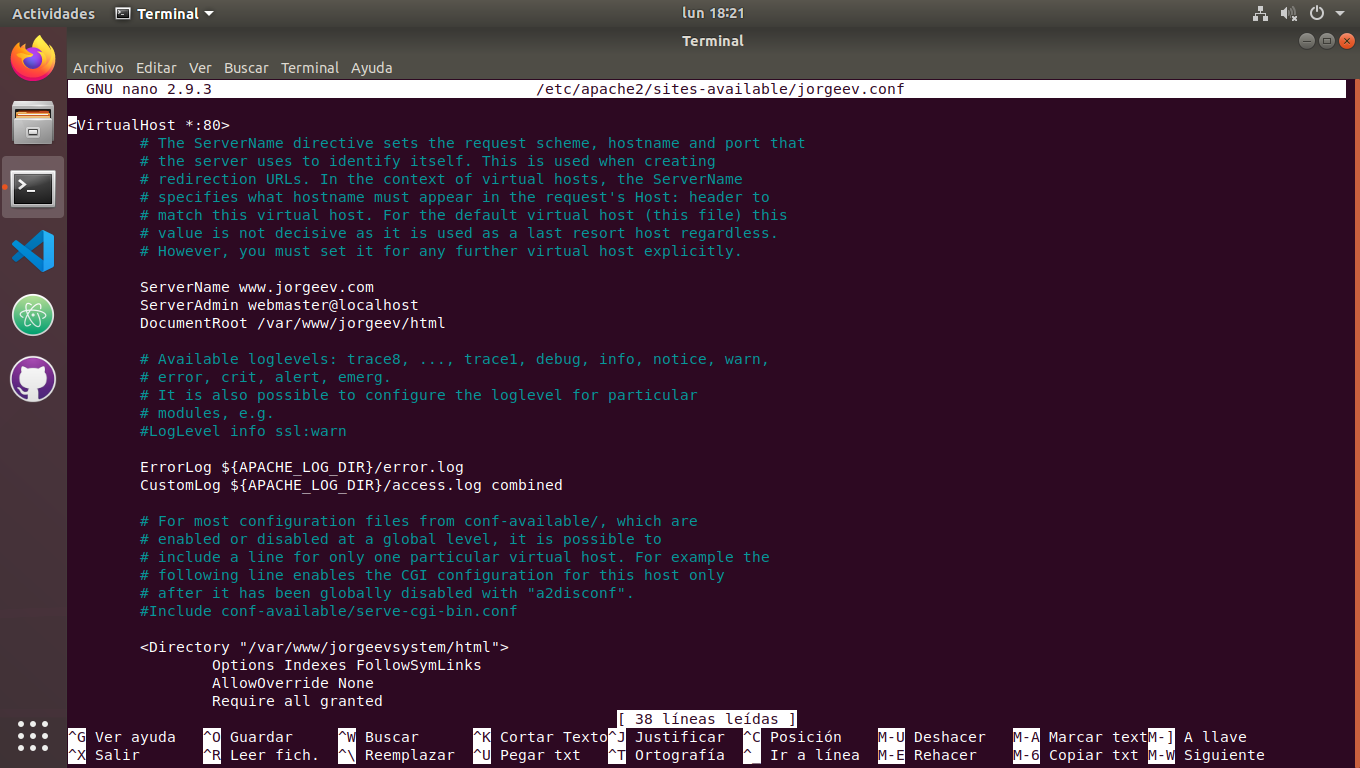 Actividades Terminal lun 18:21
Terminal
Archivo Editar Ver Buscar Terminal Ayuda
GNU nano 2.9.3 /etc/apache2/sites-available/jorgeev.conf
<VirtualHost *:80>
# The ServerName directive sets the request scheme, hostname and port that
# the server uses to identify itself. This is used when creating
# redirection URLs. In the context of virtual hosts, the ServerName
# specifies what hostname must appear in the request's Host: header to
# match this virtual host. For the default virtual host (this file) this
# value is not decisive as it is used as a last resort host regardless.
# However, you must set it for any further virtual host explicitly.
ServerName www.jorgeev.com
ServerAdmin webmaster@localhost
DocumentRoot /var/www/jorgeev/html
# Available loglevels: trace8, ..., trace1, debug, info, notice, warn,
# error, crit, alert, emerg.
# It is also possible to configure the loglevel for particular
# modules, e.g.
#LogLevel info ssl:warn
ErrorLog ${APACHE_LOG_DIR}/error.log
CustomLog ${APACHE_LOG_DIR}/access.log combined
# For most configuration files from conf-available/, which are
# enabled or disabled at a global level, it is possible to
# include a line for only one particular virtual host. For example the
# following line enables the CGI configuration for this host only
# after it has been globally disabled with "a2disconf".
#Include conf-available/serve-cgi-bin.conf
<Directory "/var/www/jorgeevsystem/html">
Options Indexes FollowSymLinks
AllowOverride None
Require all granted
[ 38 líneas leídas ]
^G Ver ayuda ^O Guardar ^W Buscar ^K Cortar Texto ^J Justificar ^C Posición M-U Deshacer M-A Marcar text M-] A llave
^X Salir ^R Leer fich. ^\ Reemplazar ^U Pegar txt ^T Ortografía ^_ Ir a línea M-E Rehacer M-6 Copiar txt M-W Siguiente